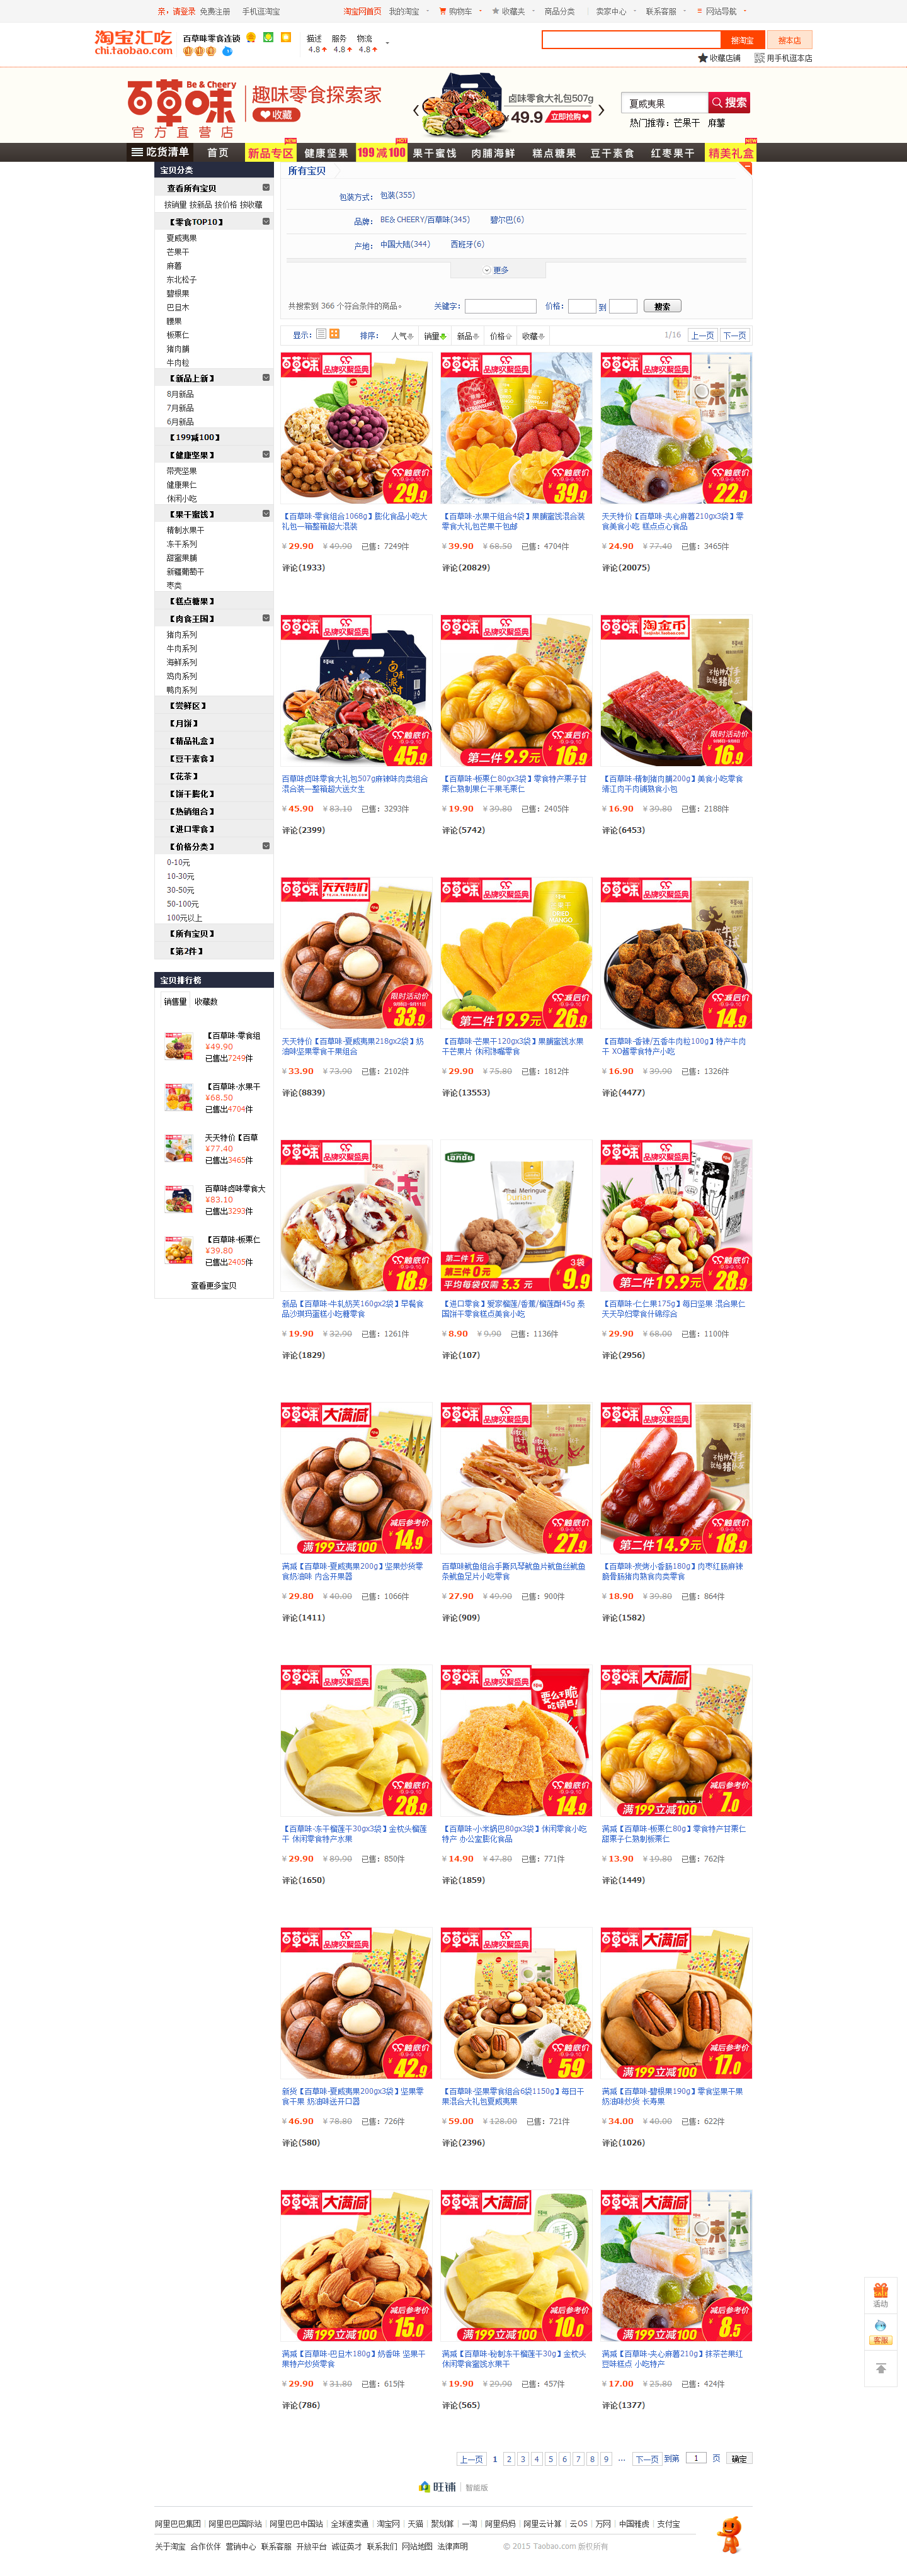 亲，请登录 免费注册 手机逛淘宝
淘宝网首页 我的淘宝 购物车 收藏夹 商品分类 卖家中心 联系客服 网站导航
淘宝汇吃
chi.taobao.com
百草味零食连锁
描述 服务 物流
4.8 4.8 4.8
搜淘宝 搜本店
收藏店铺 用手机逛本店
Be & Cheery
百草味
官方直营店
趣味零食探索家
收藏
卤味零食大礼包507g
¥49.9 立即抢购
夏威夷果 搜索
热门推荐：芒果干 麻薯
吃货清单 首页 新品专区 健康坚果 199减100 果干蜜饯 肉脯海鲜 糕点糖果 豆干素食 红枣果干 精美礼盒
宝贝分类
查看所有宝贝
按销量 按新品 按价格 按收藏
【零食TOP10】
夏威夷果
芒果干
麻薯
东北松子
碧根果
巴旦木
腰果
板栗仁
猪肉脯
牛肉粒
【新品上新】
8月新品
7月新品
6月新品
【199减100】
【健康坚果】
带壳坚果
健康果仁
休闲小吃
【果干蜜饯】
精制水果干
冻干系列
甜蜜果脯
新疆葡萄干
枣类
【糕点糖果】
【肉食王国】
猪肉系列
牛肉系列
海鲜系列
鸡肉系列
鸭肉系列
【尝鲜区】
【月饼】
【精品礼盒】
【豆干素食】
【花茶】
【饼干膨化】
【热销组合】
【进口零食】
【价格分类】
0-10元
10-30元
30-50元
50-100元
100元以上
【所有宝贝】
【第2件】
宝贝排行榜
销售量 收藏数
【百草味-零食组
¥49.90
已售出7249件
【百草味-水果干
¥68.50
已售出4704件
天天特价【百草
¥77.40
已售出3465件
百草味卤味零食大
¥83.10
已售出3293件
【百草味-板栗仁
¥39.80
已售出2405件
查看更多宝贝
所有宝贝
包装方式： 包装(355)
品牌： BE& CHEERY/百草味(345) 碧尔巴(6)
产地： 中国大陆(344) 西班牙(6)
更多
共搜索到 366 个符合条件的商品。 关键字： 价格： 到 搜索
显示： 排序： 人气 销量 新品 价格 收藏 1/16 上一页 下一页
【百草味-零食组合1068g】膨化食品小吃大
礼包一箱整箱超大混装
¥ 29.90 ¥ 49.90 已售：7249件
评论(1933)
【百草味-水果干组合4袋】果脯蜜饯混合装
零食大礼包芒果干包邮
¥ 39.90 ¥ 68.50 已售：4704件
评论(20829)
天天特价【百草味-夹心麻薯210gx3袋】零
食美食小吃 糕点点心食品
¥ 24.90 ¥ 77.40 已售：3465件
评论(20075)
百草味卤味零食大礼包507g麻辣味肉类组合
混合装一整箱超大送女生
¥ 45.90 ¥ 83.10 已售：3293件
评论(2399)
【百草味-板栗仁80gx3袋】零食特产栗子甘
栗仁熟制果仁干果毛栗仁
¥ 19.90 ¥ 39.80 已售：2405件
评论(5742)
【百草味-精制猪肉脯200g】美食小吃零食
靖江肉干肉铺熟食小包
¥ 16.90 ¥ 39.80 已售：2188件
评论(6453)
天天特价【百草味-夏威夷果218gx2袋】奶
油味坚果零食干果组合
¥ 33.90 ¥ 73.90 已售：2102件
评论(8839)
【百草味-芒果干120gx3袋】果脯蜜饯水果
干芒果片 休闲馋嘴零食
¥ 29.90 ¥ 75.80 已售：1812件
评论(13553)
【百草味-香辣/五香牛肉粒100g】特产牛肉
干 XO酱零食特产小吃
¥ 16.90 ¥ 39.90 已售：1326件
评论(4477)
新品【百草味-牛轧奶芙160gx2袋】早餐食
品沙琪玛蛋糕小吃糖零食
¥ 19.90 ¥ 32.90 已售：1261件
评论(1829)
【进口零食】爱家榴莲/香蕉/榴莲酥45g 泰
国饼干零食糕点美食小吃
¥ 8.90 ¥ 9.90 已售：1136件
评论(107)
【百草味-仁仁果175g】每日坚果 混合果仁
天天孕妇零食什锦综合
¥ 29.90 ¥ 68.00 已售：1100件
评论(2956)
满减【百草味-夏威夷果200g】坚果炒货零
食奶油味 内含开果器
¥ 29.80 ¥ 40.00 已售：1066件
评论(1411)
百草味鱿鱼组合手撕风琴鱿鱼片鱿鱼丝鱿鱼
条鱿鱼足片小吃零食
¥ 27.90 ¥ 49.90 已售：900件
评论(909)
【百草味-炭烤小香肠180g】肉枣红肠麻辣
脆骨肠猪肉熟食肉类零食
¥ 18.90 ¥ 39.80 已售：864件
评论(1582)
【百草味-冻干榴莲干30gx3袋】金枕头榴莲
干 休闲零食特产水果
¥ 29.90 ¥ 89.90 已售：850件
评论(1650)
【百草味-小米锅巴80gx3袋】休闲零食小吃
特产 办公室膨化食品
¥ 14.90 ¥ 47.80 已售：771件
评论(1859)
满减【百草味-板栗仁80g】零食特产甘栗仁
甜栗子仁熟制板栗仁
¥ 13.90 ¥ 19.80 已售：762件
评论(1449)
新货【百草味-夏威夷果200gx3袋】坚果零
食干果 奶油味送开口器
¥ 46.90 ¥ 78.80 已售：726件
评论(580)
【百草味-坚果零食组合6袋1150g】每日干
果混合大礼包夏威夷果
¥ 59.00 ¥ 128.00 已售：721件
评论(2396)
满减【百草味-碧根果190g】零食坚果干果
奶油味炒货 长寿果
¥ 34.00 ¥ 40.00 已售：622件
评论(1026)
满减【百草味-巴旦木180g】奶香味 坚果干
果特产炒货零食
¥ 29.90 ¥ 31.80 已售：615件
评论(786)
满减【百草味-秘制冻干榴莲干30g】金枕头
休闲零食蜜饯水果干
¥ 19.90 ¥ 29.90 已售：457件
评论(565)
满减【百草味-夹心麻薯210g】抹茶芒果红
豆味糕点 小吃特产
¥ 17.00 ¥ 25.80 已售：424件
评论(1377)
活动
客服
上一页 1 2 3 4 5 6 7 8 9 ... 下一页 到第 1 页 确定
旺铺 智能版
阿里巴巴集团 阿里巴巴国际站 阿里巴巴中国站 全球速卖通 淘宝网 天猫 聚划算 一淘 阿里妈妈 阿里云计算 云OS 万网 中国雅虎 支付宝
关于淘宝 合作伙伴 营销中心 联系客服 开放平台 诚征英才 联系我们 网站地图 法律声明 © 2015 Taobao.com 版权所有